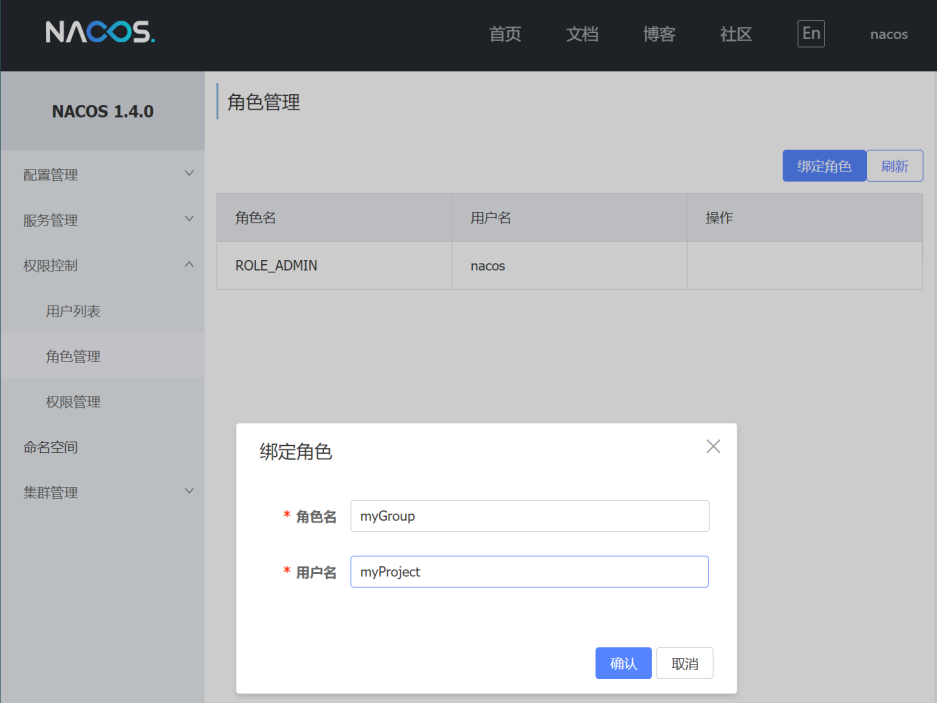 NACOS.
首页 文档 博客 社区 En nacos
NACOS 1.4.0
配置管理
服务管理
权限控制
用户列表
角色管理
权限管理
命名空间
集群管理
角色管理
绑定角色 刷新
角色名 用户名 操作
ROLE_ADMIN nacos
绑定角色
* 角色名 myGroup
* 用户名 myProject
确认 取消